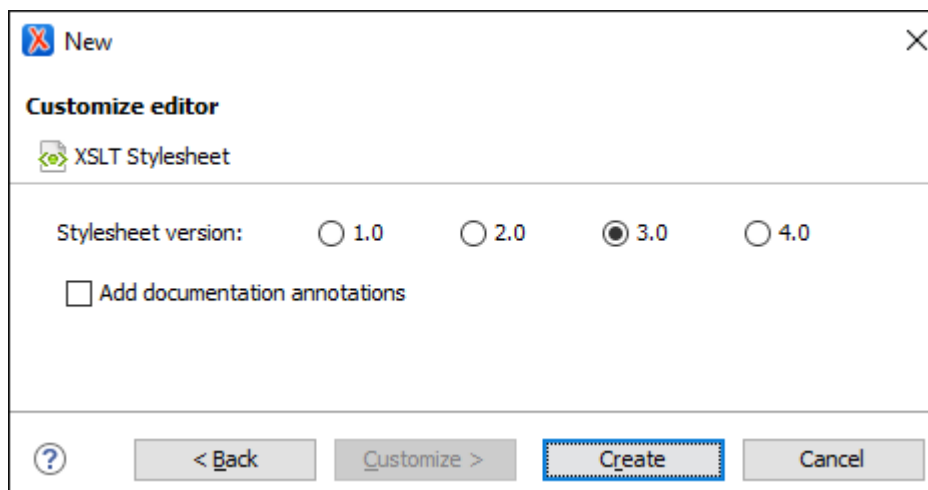 New
Customize editor
XSLT Stylesheet
Stylesheet version: 1.0 2.0 3.0 4.0
Add documentation annotations
? < Back Customize > Create Cancel